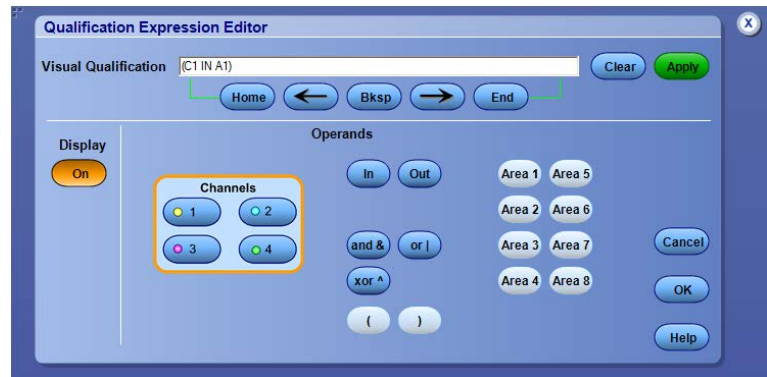 Qualification Expression Editor
X
Visual Qualification (C1 IN A1) Clear Apply
Home Bksp End
Display
On
Operands
Channels
1 2
3 4
In Out
and & or |
xor ^
( )
Area 1 Area 5
Area 2 Area 6
Area 3 Area 7
Area 4 Area 8
Cancel
OK
Help